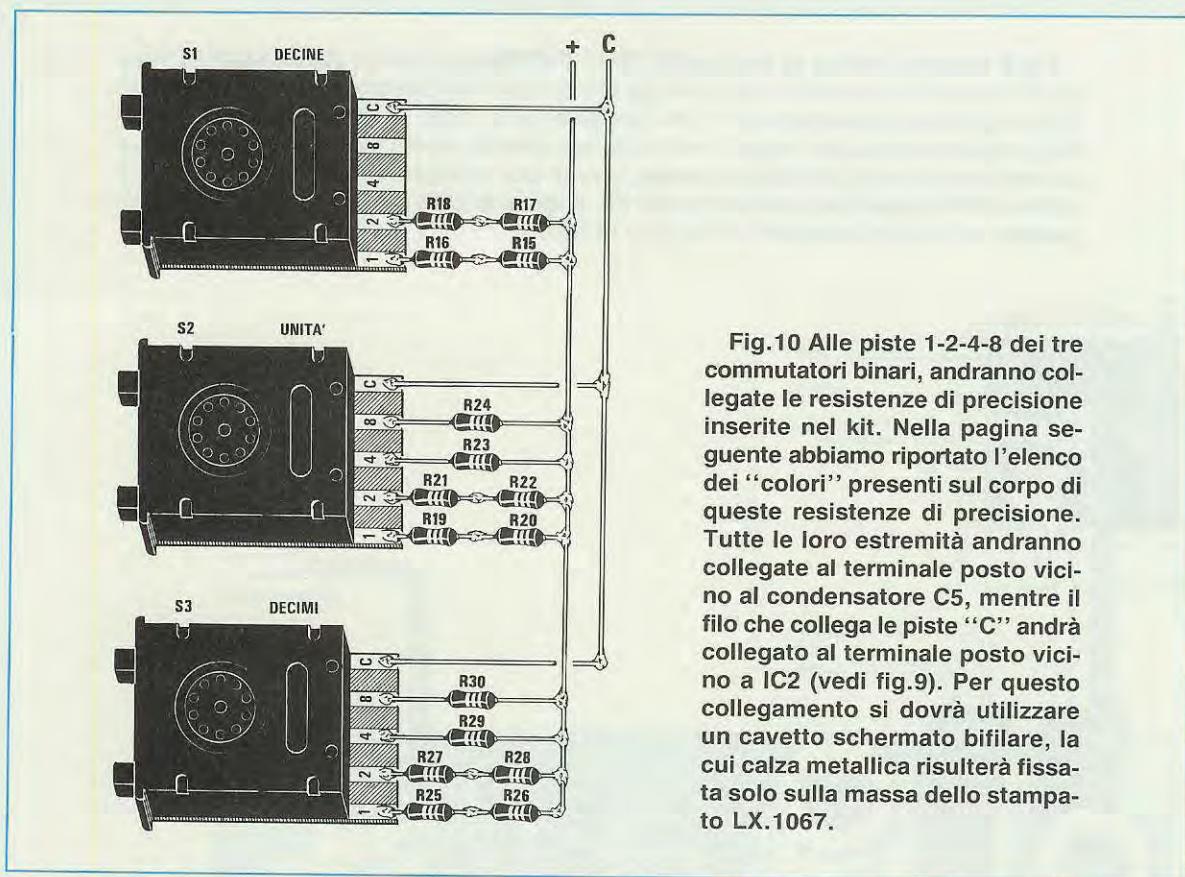 + C
S1 DECINE
C
8
4
2 R18 R17
1 R16 R15
S2 UNITA'
C
8 R24
4 R23
2 R21 R22
1 R19 R20
S3 DECIMI
C
8 R30
4 R29
2 R27 R28
1 R25 R26
Fig.10 Alle piste 1-2-4-8 dei tre
commutatori binari, andranno col-
legate le resistenze di precisione
inserite nel kit. Nella pagina se-
guente abbiamo riportato l'elenco
dei ‘‘colori’’ presenti sul corpo di
queste resistenze di precisione.
Tutte le loro estremità andranno
collegate al terminale posto vici-
no al condensatore C5, mentre il
filo che collega le piste ‘‘C’’ andrà
collegato al terminale posto vici-
no a IC2 (vedi fig.9). Per questo
collegamento si dovrà utilizzare
un cavetto schermato bifilare, la
cui calza metallica risulterà fissa-
ta solo sulla massa dello stampa-
to LX.1067.